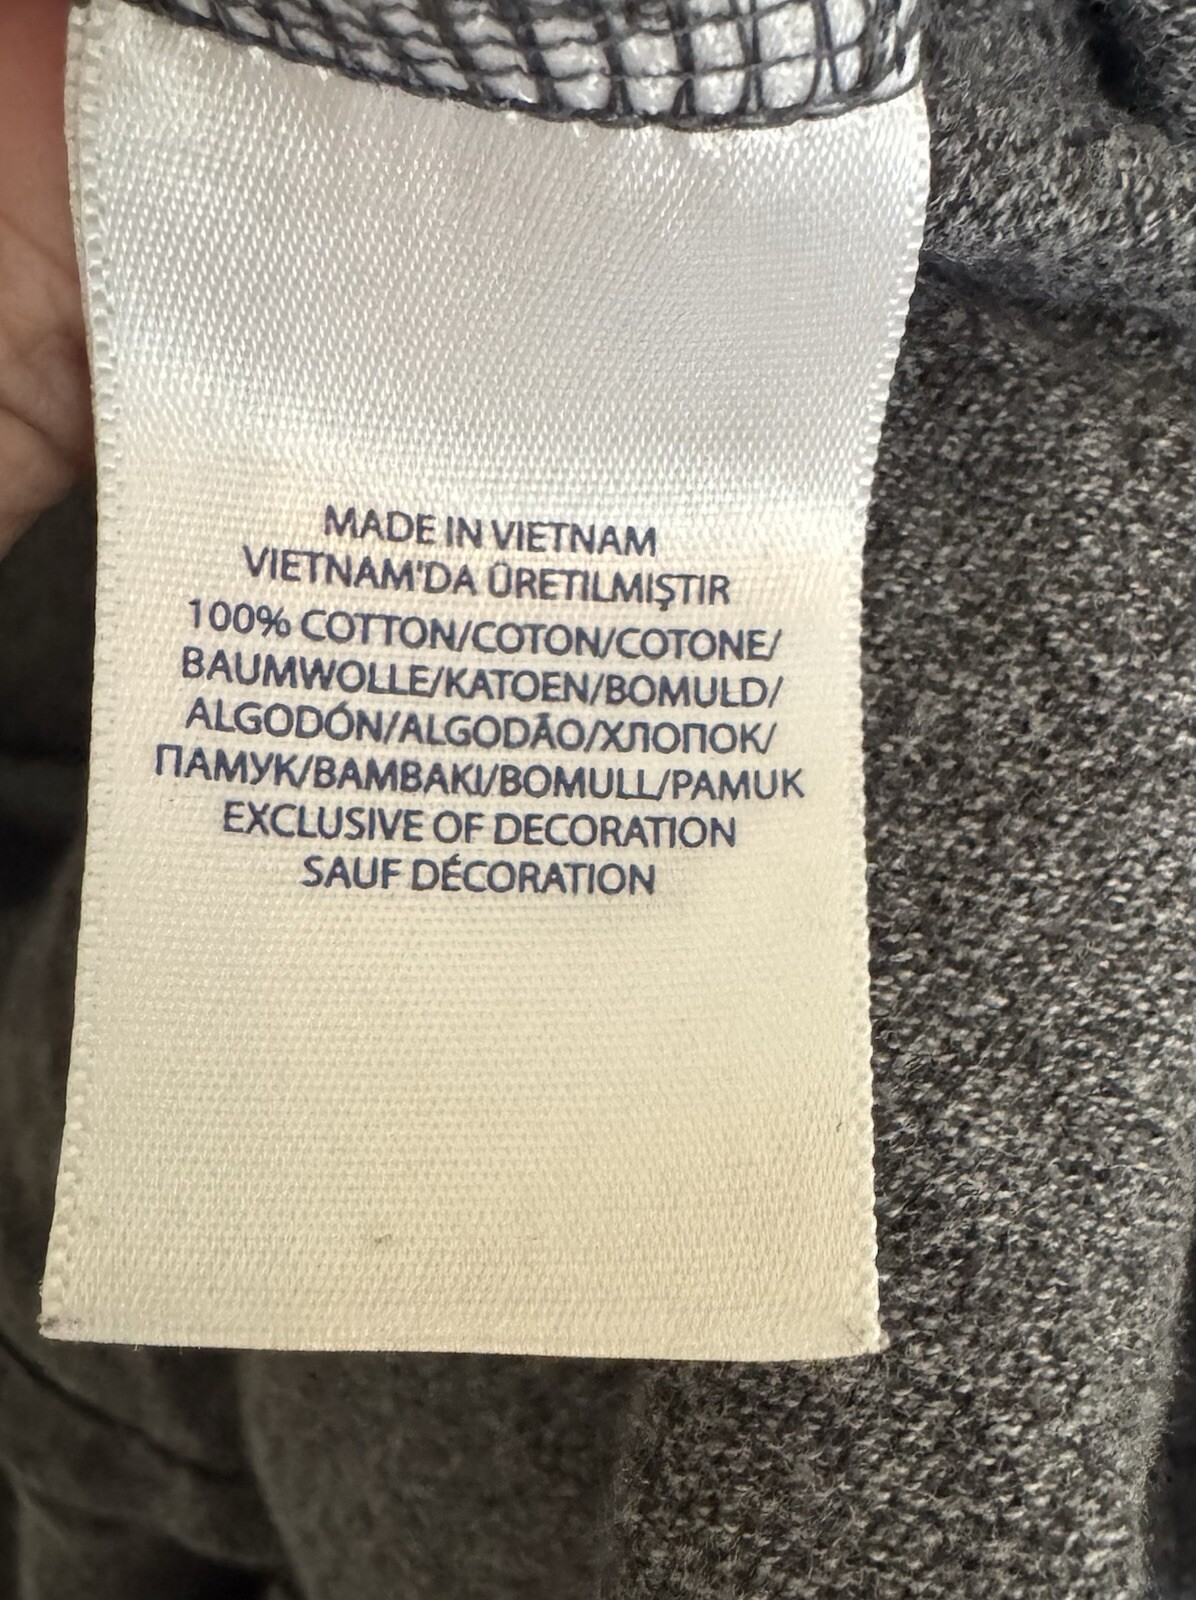 MADE IN VIETNAM
VIETNAM'DA ÜRETILMIŞTIR
100% COTTON/COTON/COTONE/
BAUMWOLLE/KATOEN/BOMULD/
ALGODÓN/ALGODÃO/ХЛОПОК/
ПАМУК/BAMBAKI/BOMULL/PAMUK
EXCLUSIVE OF DECORATION
SAUF DÉCORATION